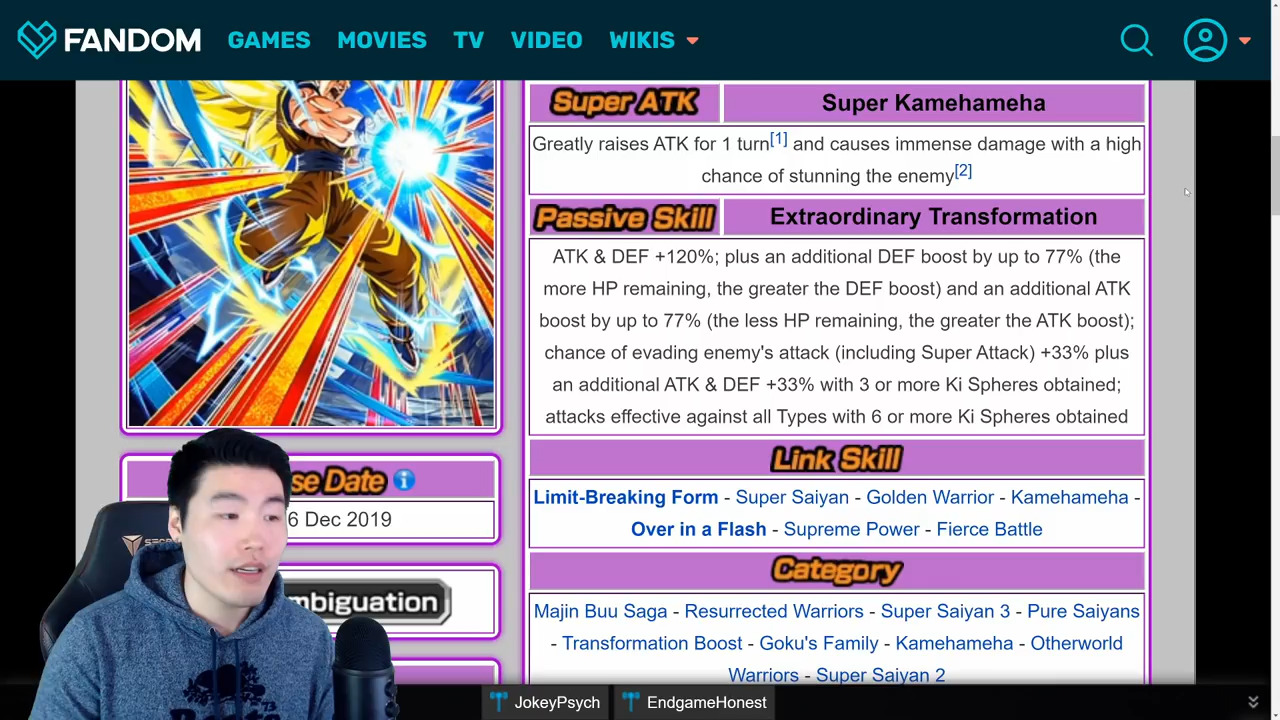 FANDOM GAMES MOVIES TV VIDEO WIKIS
Super ATK Super Kamehameha
Greatly raises ATK for 1 turn[1] and causes immense damage with a high
chance of stunning the enemy[2]
Passive Skill Extraordinary Transformation
ATK & DEF +120%; plus an additional DEF boost by up to 77% (the
more HP remaining, the greater the DEF boost) and an additional ATK
boost by up to 77% (the less HP remaining, the greater the ATK boost);
chance of evading enemy's attack (including Super Attack) +33% plus
an additional ATK & DEF +33% with 3 or more Ki Spheres obtained;
attacks effective against all Types with 6 or more Ki Spheres obtained
Link Skill
Limit-Breaking Form - Super Saiyan - Golden Warrior - Kamehameha -
Over in a Flash - Supreme Power - Fierce Battle
Category
Majin Buu Saga - Resurrected Warriors - Super Saiyan 3 - Pure Saiyans
- Transformation Boost - Goku's Family - Kamehameha - Otherworld
Warriors - Super Saiyan 2
se Date i
6 Dec 2019
mbiguation
JokeyPsych EndgameHonest